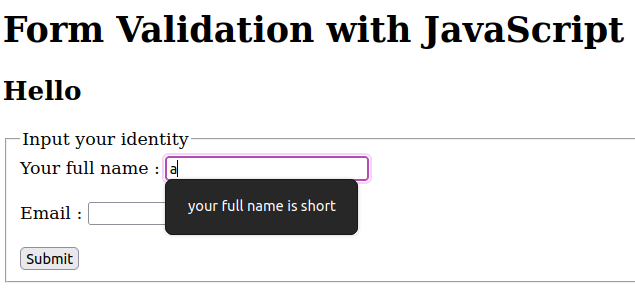 Form Validation with JavaScript
Hello
Input your identity
Your full name : a
your full name is short
Email :
Submit